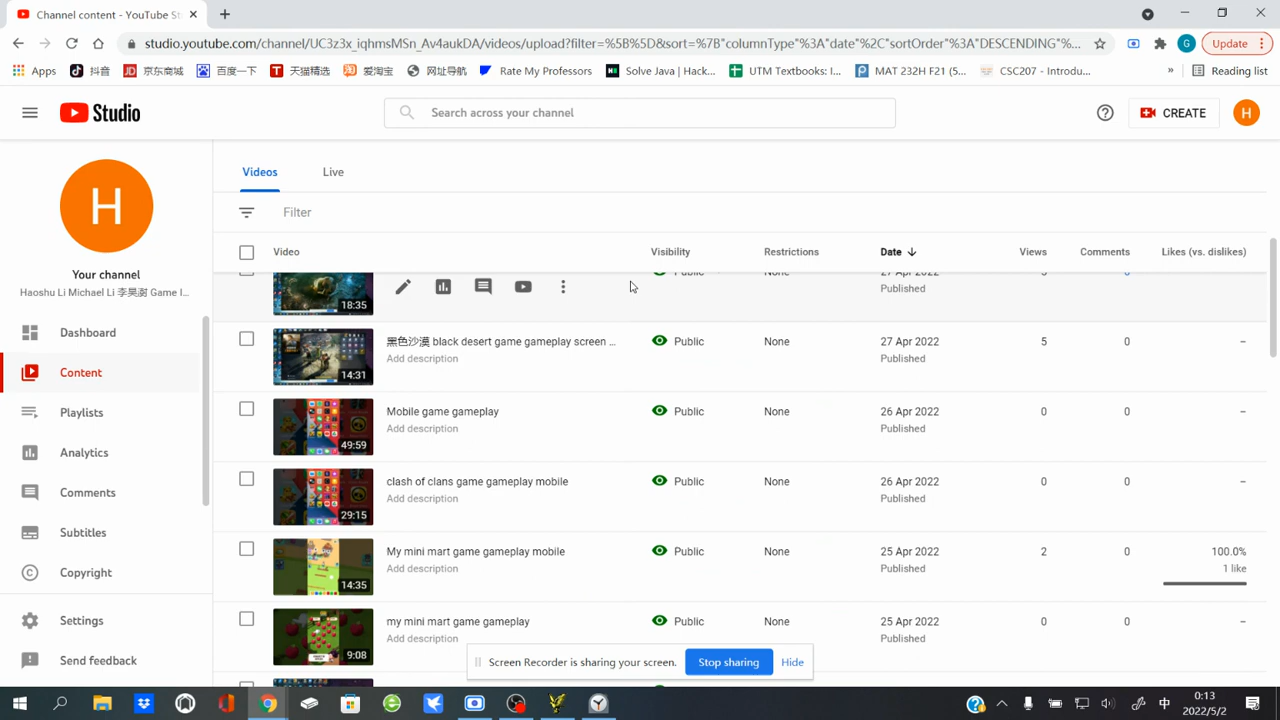 Channel content - YouTube St
studio.youtube.com/channel/UC3z3x_iqhmsMSn_Av4aukDA/videos/upload?filter=%5B%5D&sort=%7B"columnType"%3A"date"%2C"sortOrder"%3A"DESCENDING"%...
G
Update
Apps
抖音
京东商城
百度一下
天猫精选
爱淘宝
网址导航
Rate My Professors
Solve Java | Hack...
UTM Textbooks: I...
MAT 232H F21 (5...
CSC207 - Introdu...
»
Reading list
Studio
Search across your channel
CREATE
H
H
Your channel
Haoshu Li Michael Li 李昊澍 Game I...
Dashboard
Content
Playlists
Analytics
Comments
Subtitles
Copyright
Settings
Send feedback
Videos
Live
Filter
Video
Visibility
Restrictions
Date
Views
Comments
Likes (vs. dislikes)
18:35
Public
None
27 Apr 2022
Published
14:31
黑色沙漠 black desert game gameplay screen ...
Add description
Public
None
27 Apr 2022
Published
5
0
–
49:59
Mobile game gameplay
Add description
Public
None
26 Apr 2022
Published
0
0
–
29:15
clash of clans game gameplay mobile
Add description
Public
None
26 Apr 2022
Published
0
0
–
14:35
My mini mart game gameplay mobile
Add description
Public
None
25 Apr 2022
Published
2
0
100.0%
1 like
9:08
my mini mart game gameplay
Add description
Public
None
25 Apr 2022
Published
0
0
–
Screen Recorder is sharing your screen.
Stop sharing
Hide
中
0:13
2022/5/2